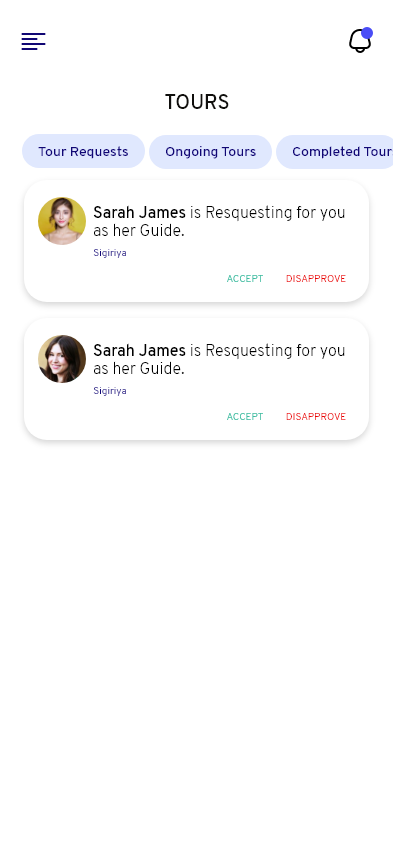 TOURS
Tour Requests Ongoing Tours Completed Tours
Sarah James is Resquesting for you
as her Guide.
Sigiriya
ACCEPT DISAPPROVE
Sarah James is Resquesting for you
as her Guide.
Sigiriya
ACCEPT DISAPPROVE